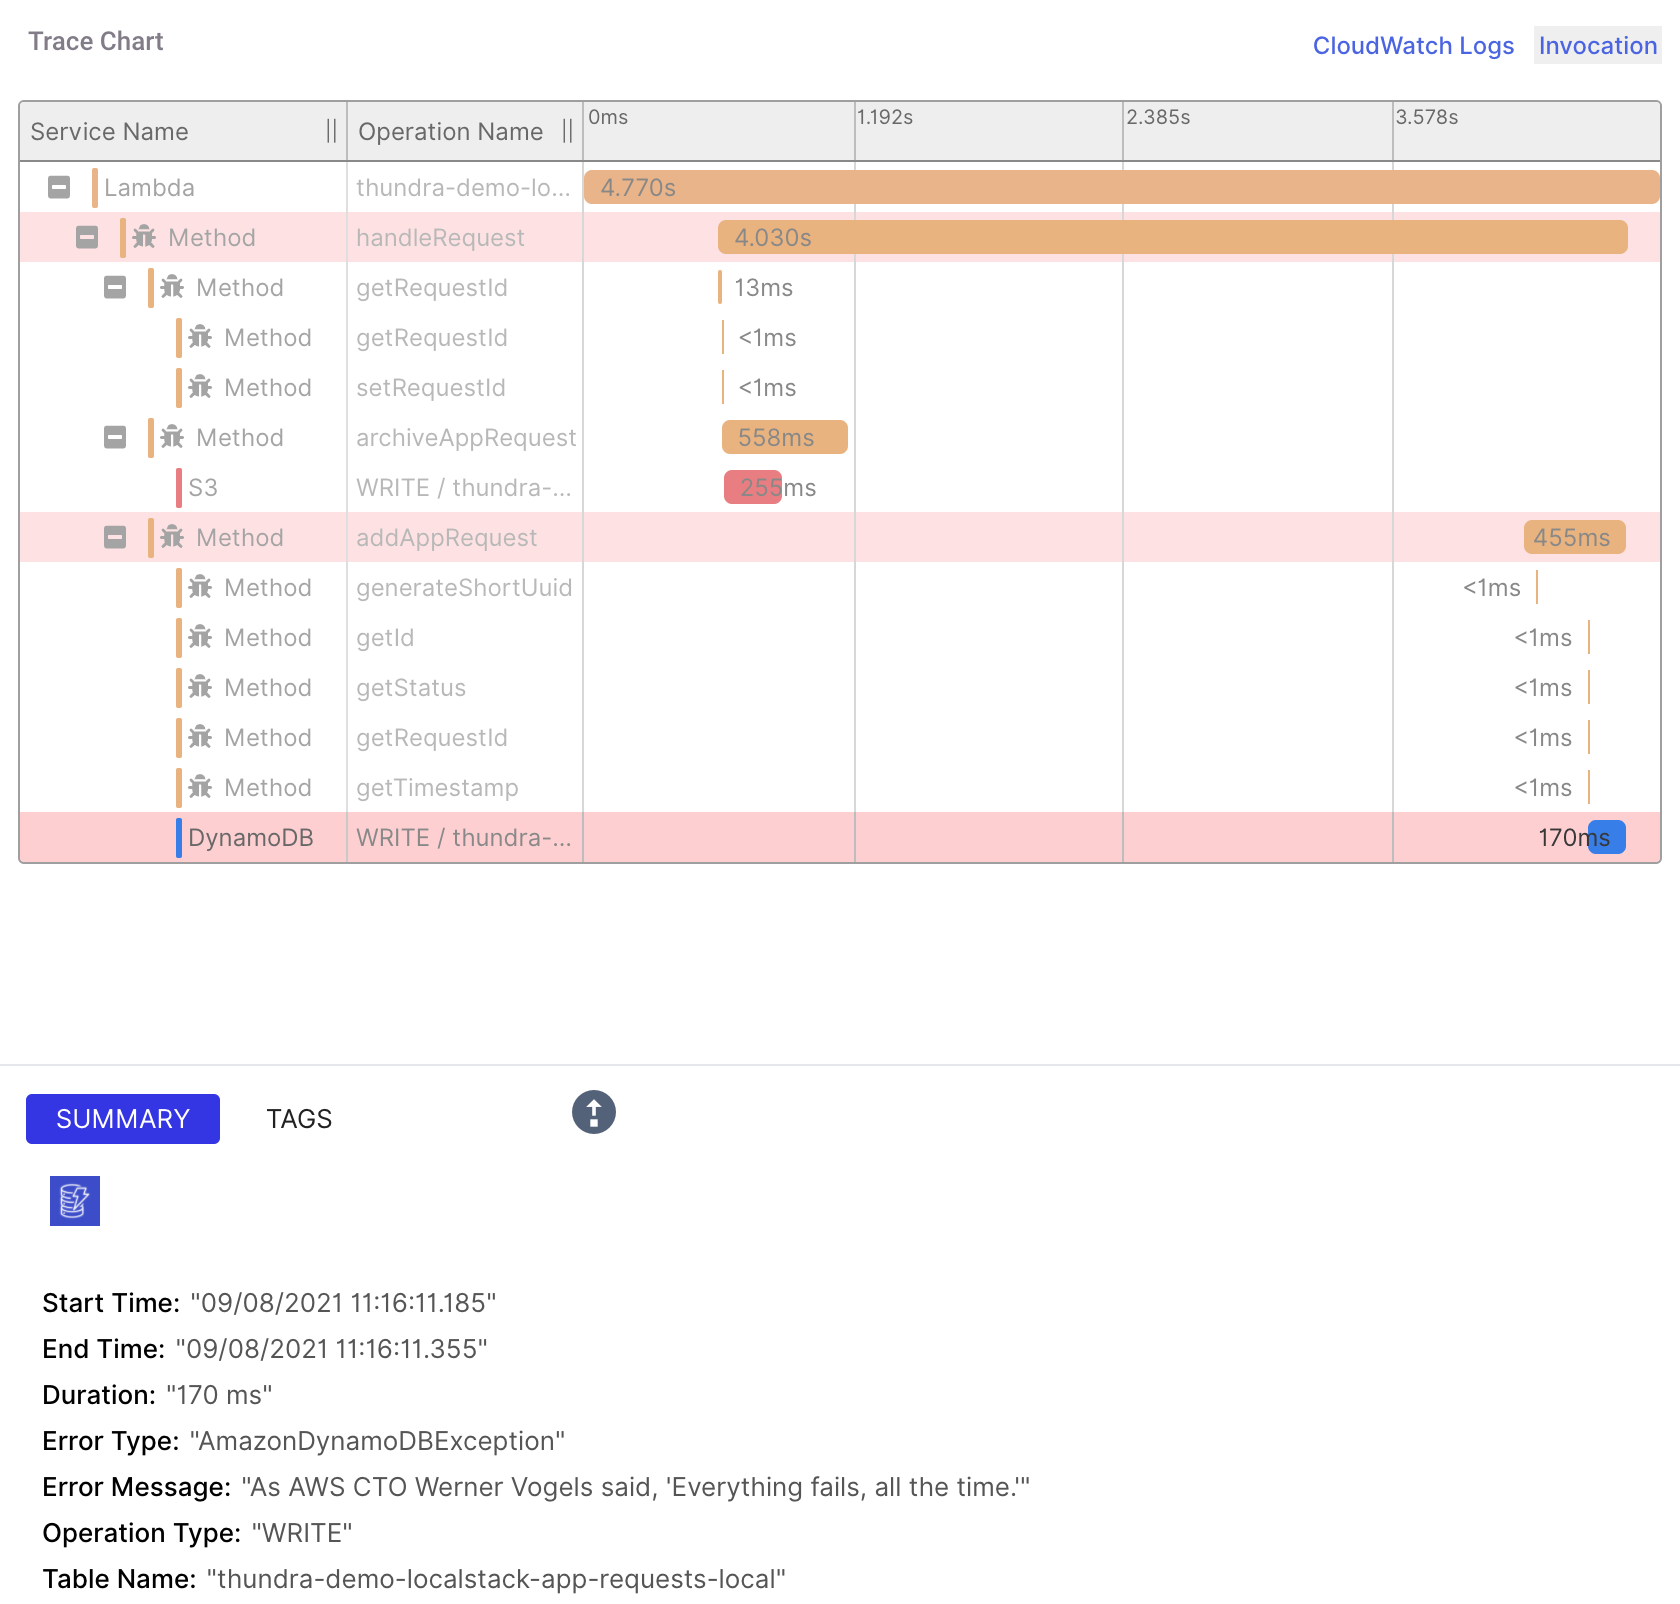 Trace Chart
CloudWatch Logs Invocation
Service Name || Operation Name || 0ms 1.192s 2.385s 3.578s
Lambda thundra-demo-lo... 4.770s
Method handleRequest 4.030s
Method getRequestId 13ms
Method getRequestId <1ms
Method setRequestId <1ms
Method archiveAppRequest 558ms
S3 WRITE / thundra-... 255ms
Method addAppRequest 455ms
Method generateShortUuid <1ms
Method getId <1ms
Method getStatus <1ms
Method getRequestId <1ms
Method getTimestamp <1ms
DynamoDB WRITE / thundra-... 170ms
SUMMARY TAGS
Start Time: "09/08/2021 11:16:11.185"
End Time: "09/08/2021 11:16:11.355"
Duration: "170 ms"
Error Type: "AmazonDynamoDBException"
Error Message: "As AWS CTO Werner Vogels said, 'Everything fails, all the time.'"
Operation Type: "WRITE"
Table Name: "thundra-demo-localstack-app-requests-local"